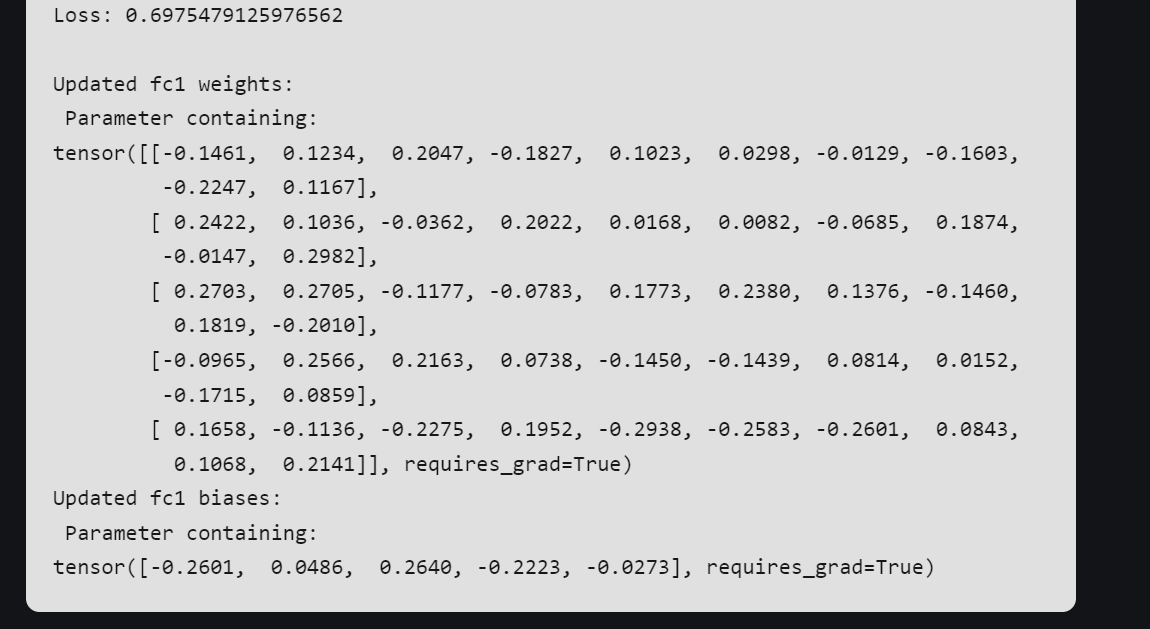 Loss: 0.6975479125976562
Updated fc1 weights:
 Parameter containing:
tensor([[-0.1461,  0.1234,  0.2047, -0.1827,  0.1023,  0.0298, -0.0129, -0.1603,
         -0.2247,  0.1167],
        [ 0.2422,  0.1036, -0.0362,  0.2022,  0.0168,  0.0082, -0.0685,  0.1874,
         -0.0147,  0.2982],
        [ 0.2703,  0.2705, -0.1177, -0.0783,  0.1773,  0.2380,  0.1376, -0.1460,
          0.1819, -0.2010],
        [-0.0965,  0.2566,  0.2163,  0.0738, -0.1450, -0.1439,  0.0814,  0.0152,
         -0.1715,  0.0859],
        [ 0.1658, -0.1136, -0.2275,  0.1952, -0.2938, -0.2583, -0.2601,  0.0843,
          0.1068,  0.2141]], requires_grad=True)
Updated fc1 biases:
 Parameter containing:
tensor([-0.2601,  0.0486,  0.2640, -0.2223, -0.0273], requires_grad=True)